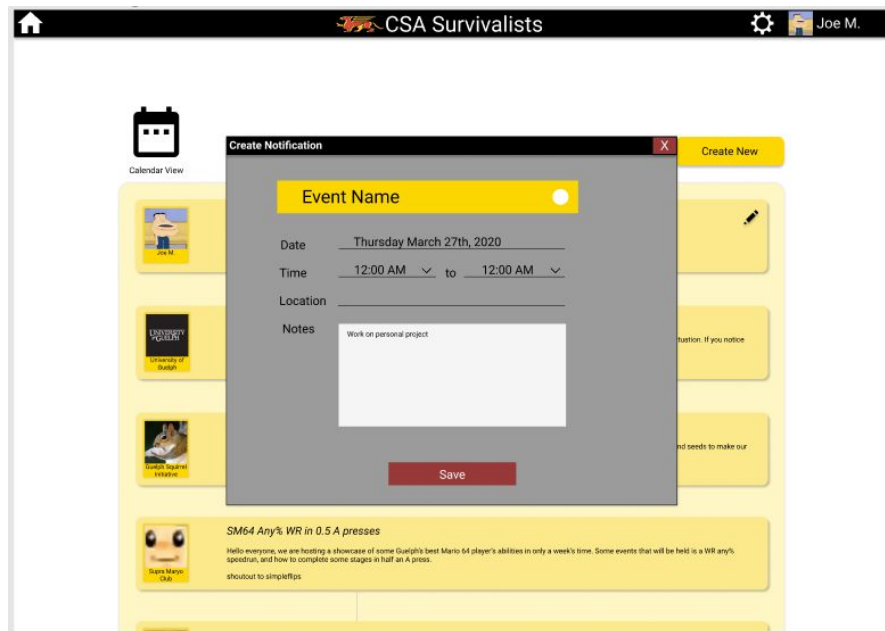 CSA Survivalists
Joe M.
Calendar View
Create Notification
X
Create New
Event Name
Date Thursday March 27th, 2020
Time 12:00 AM to 12:00 AM
Location
Notes
Work on personal project
Save
Joe M.
UNIVERSITY
OF GUELPH
University of
Guelph
tuation. If you notice
Guelph Squirrel
Initiative
nd seeds to make our
Supra Maryo
Club
SM64 Any% WR in 0.5 A presses
Hello everyone, we are hosting a showcase of some Guelph's best Mario 64 player's abilities in only a week's time. Some events that will be held is a WR any%
speedrun, and how to complete some stages in half an A press.
shoutout to simpleflips